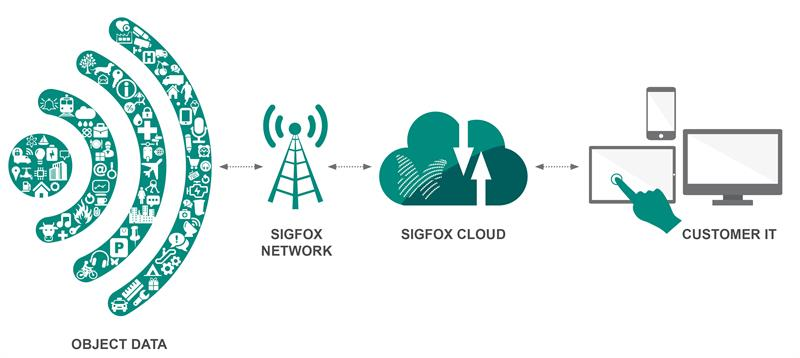 SIGFOX
NETWORK
SIGFOX CLOUD
CUSTOMER IT
OBJECT DATA
H
i
P
@